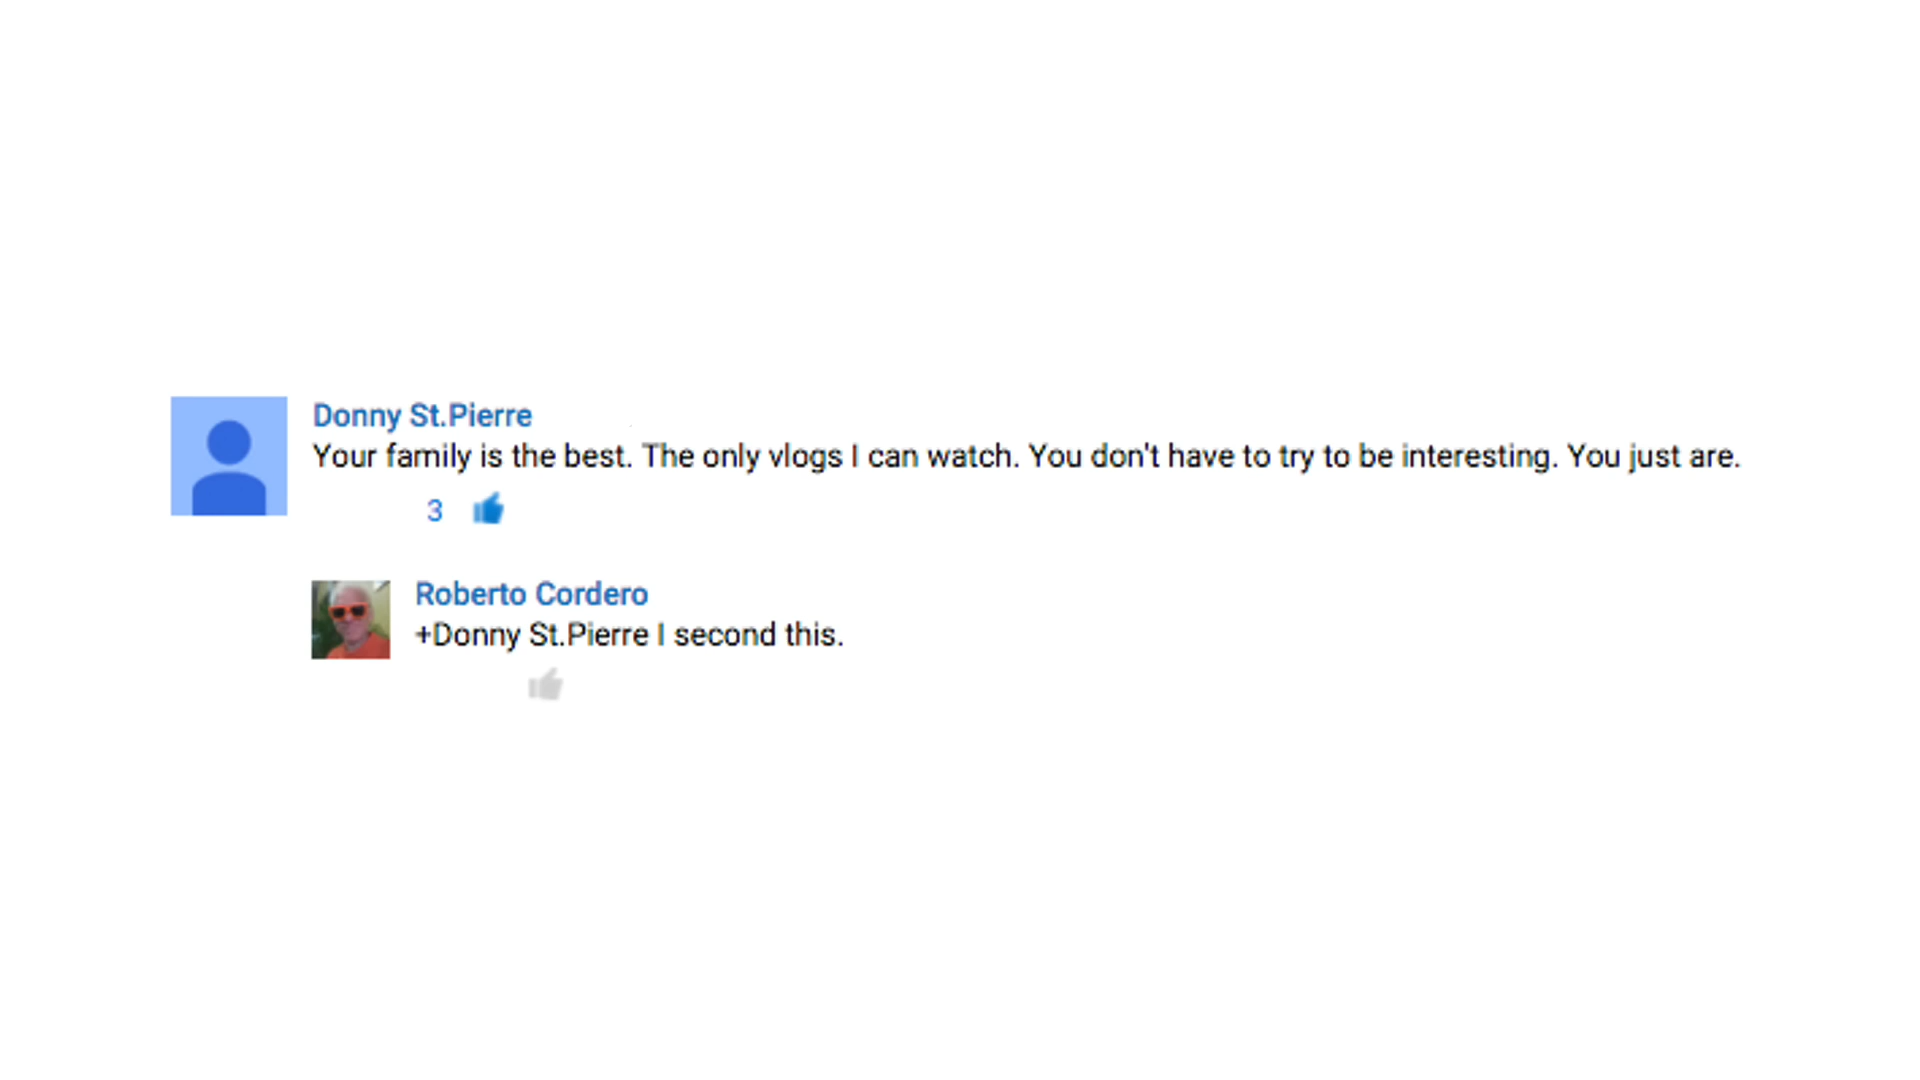 Donny St.Pierre
Your family is the best. The only vlogs I can watch. You don't have to try to be interesting. You just are.
3
Roberto Cordero
+Donny St.Pierre I second this.